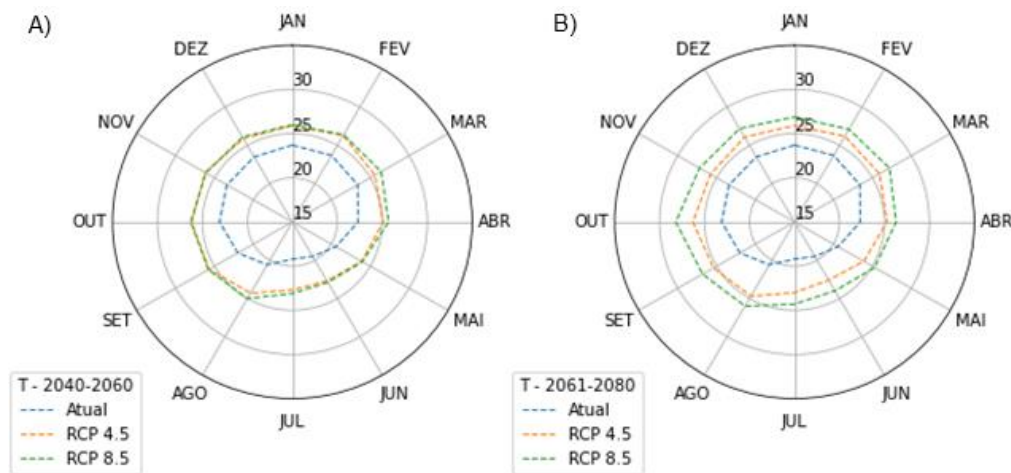 A)
JAN
DEZ
FEV
30
NOV
MAR
25
20
15
OUT
ABR
SET
MAI
AGO
JUN
JUL
T - 2040-2060
Atual
RCP 4.5
RCP 8.5
B)
JAN
DEZ
FEV
30
NOV
MAR
25
20
15
OUT
ABR
SET
MAI
AGO
JUN
JUL
T - 2061-2080
Atual
RCP 4.5
RCP 8.5